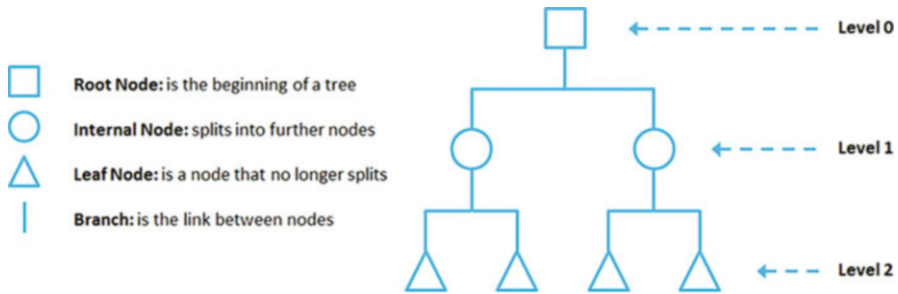 Level 0
Root Node: is the beginning of a tree
Internal Node: splits into further nodes
Level 1
Leaf Node: is a node that no longer splits
Branch: is the link between nodes
Level 2